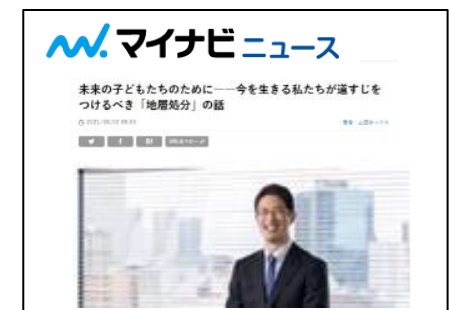 マイナビニュース
未来の子どもたちのために――今を生きる私たちが道すじを
つけるべき「地層処分」の話
B!